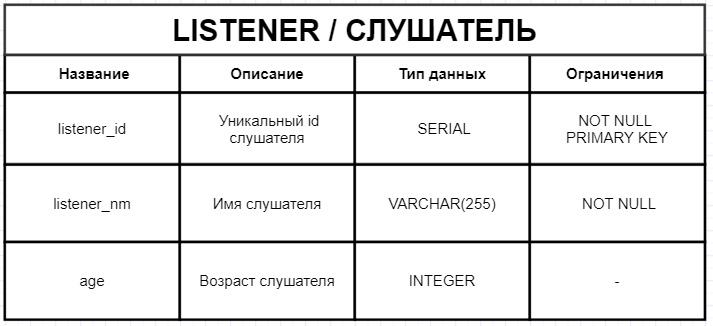 LISTENER / СЛУШАТЕЛЬ
Название Описание Тип данных Ограничения
listener_id Уникальный id слушателя SERIAL NOT NULL PRIMARY KEY
listener_nm Имя слушателя VARCHAR(255) NOT NULL
age Возраст слушателя INTEGER -